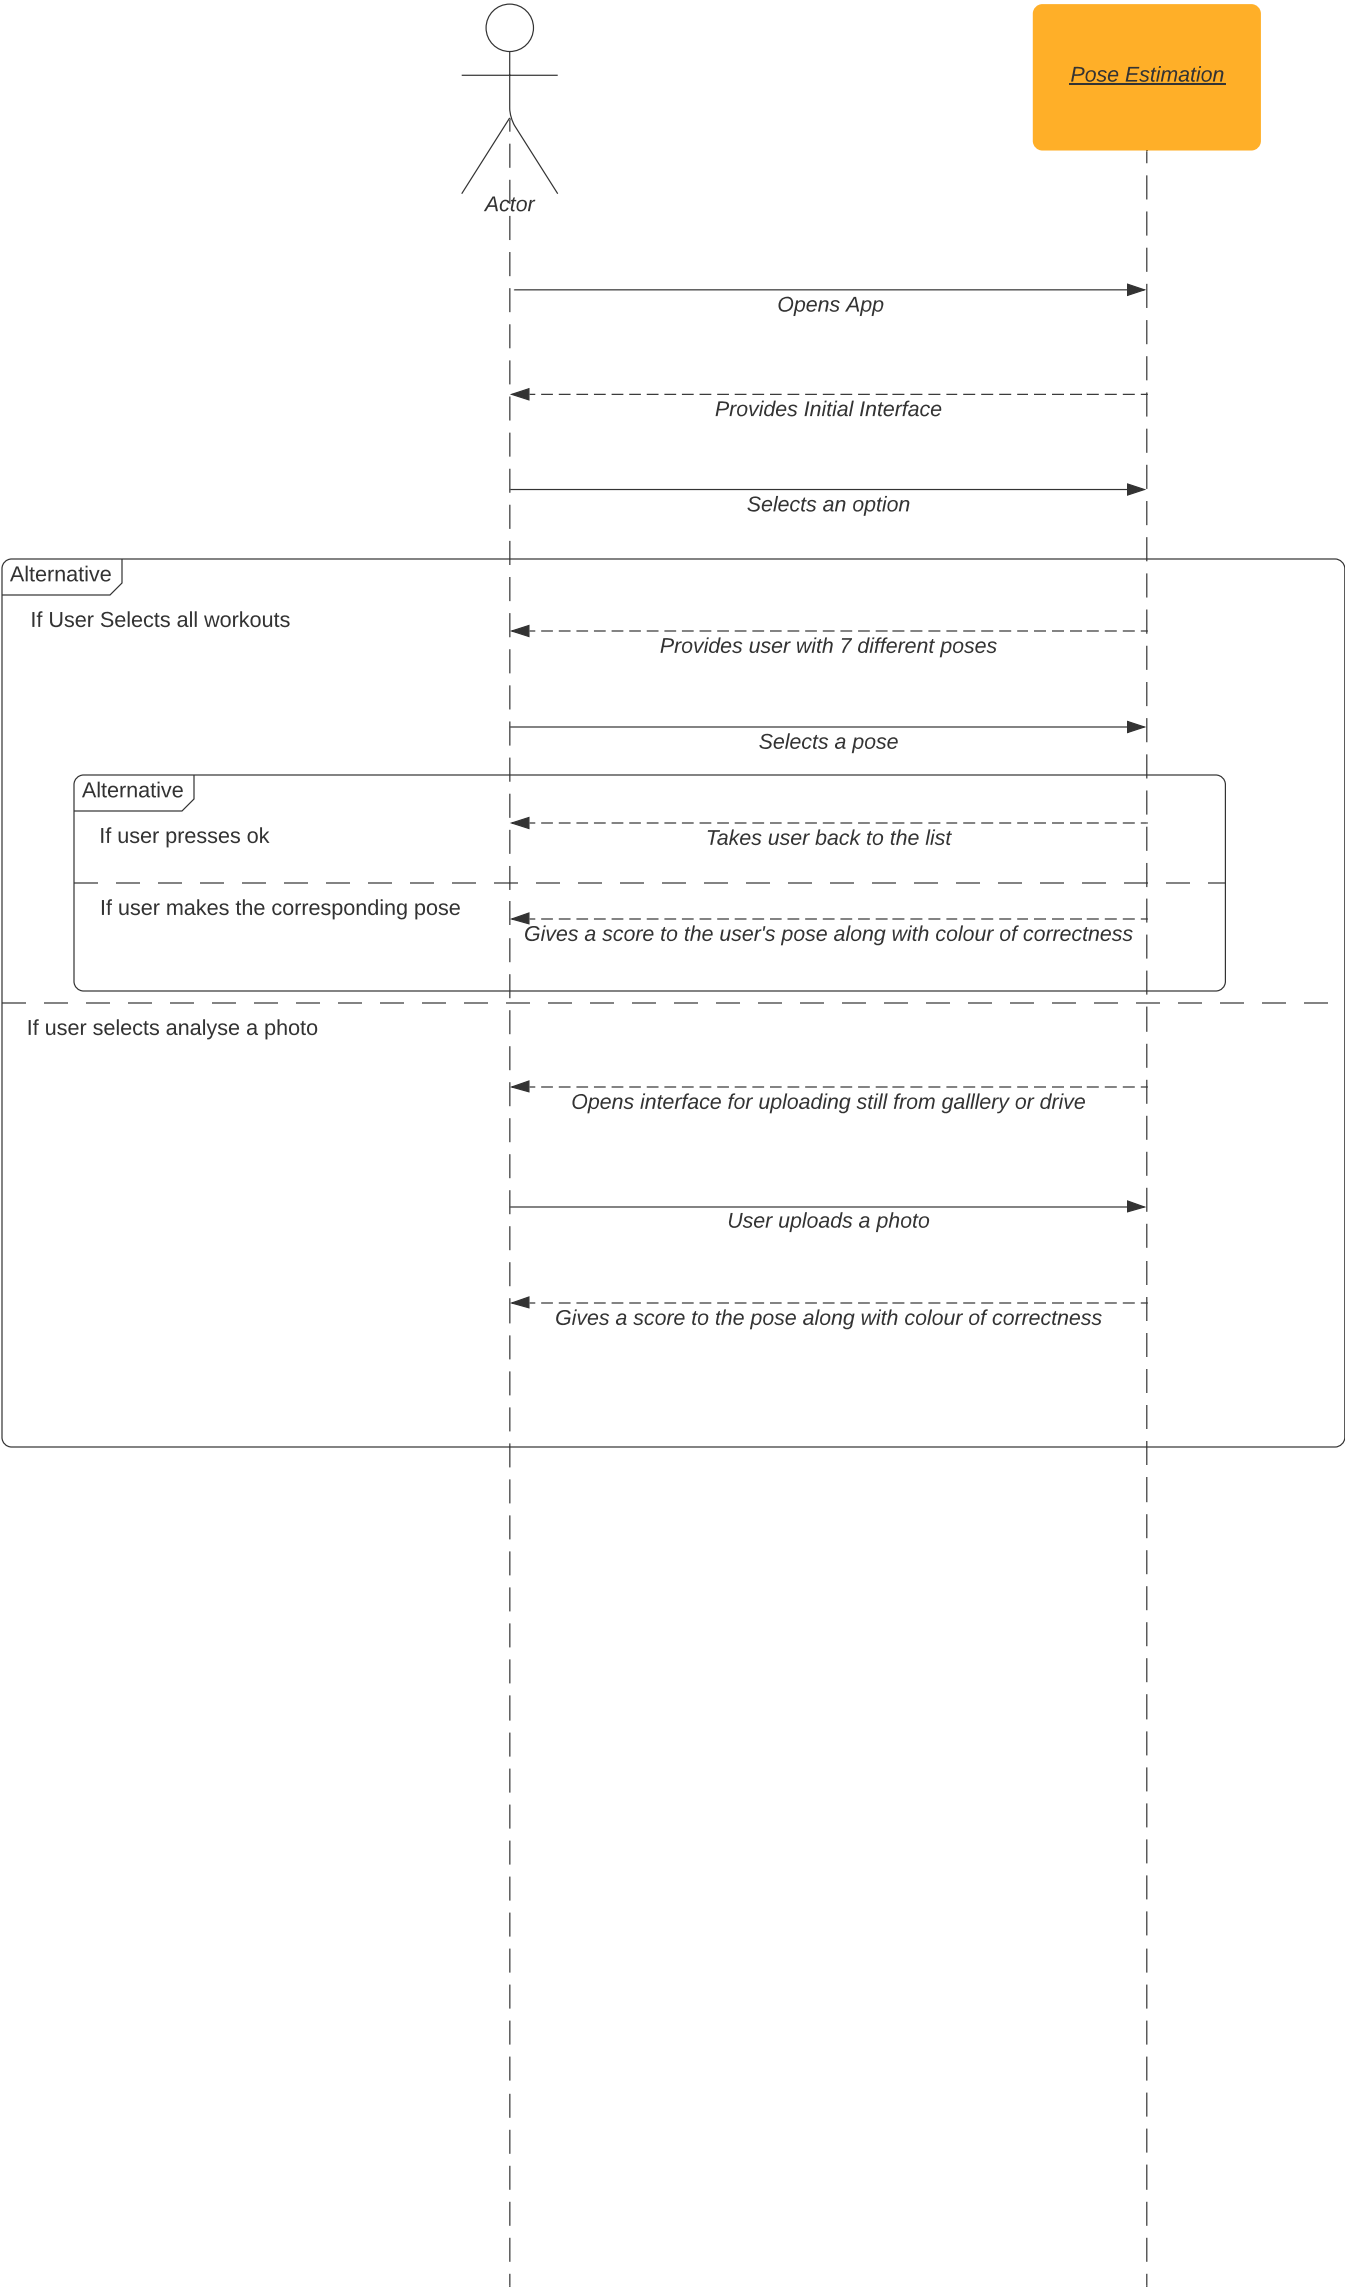 Pose Estimation
Actor
Opens App
Provides Initial Interface
Selects an option
Alternative
If User Selects all workouts
Provides user with 7 different poses
Selects a pose
Alternative
If user presses ok
Takes user back to the list
If user makes the corresponding pose
Gives a score to the user's pose along with colour of correctness
If user selects analyse a photo
Opens interface for uploading still from galllery or drive
User uploads a photo
Gives a score to the pose along with colour of correctness